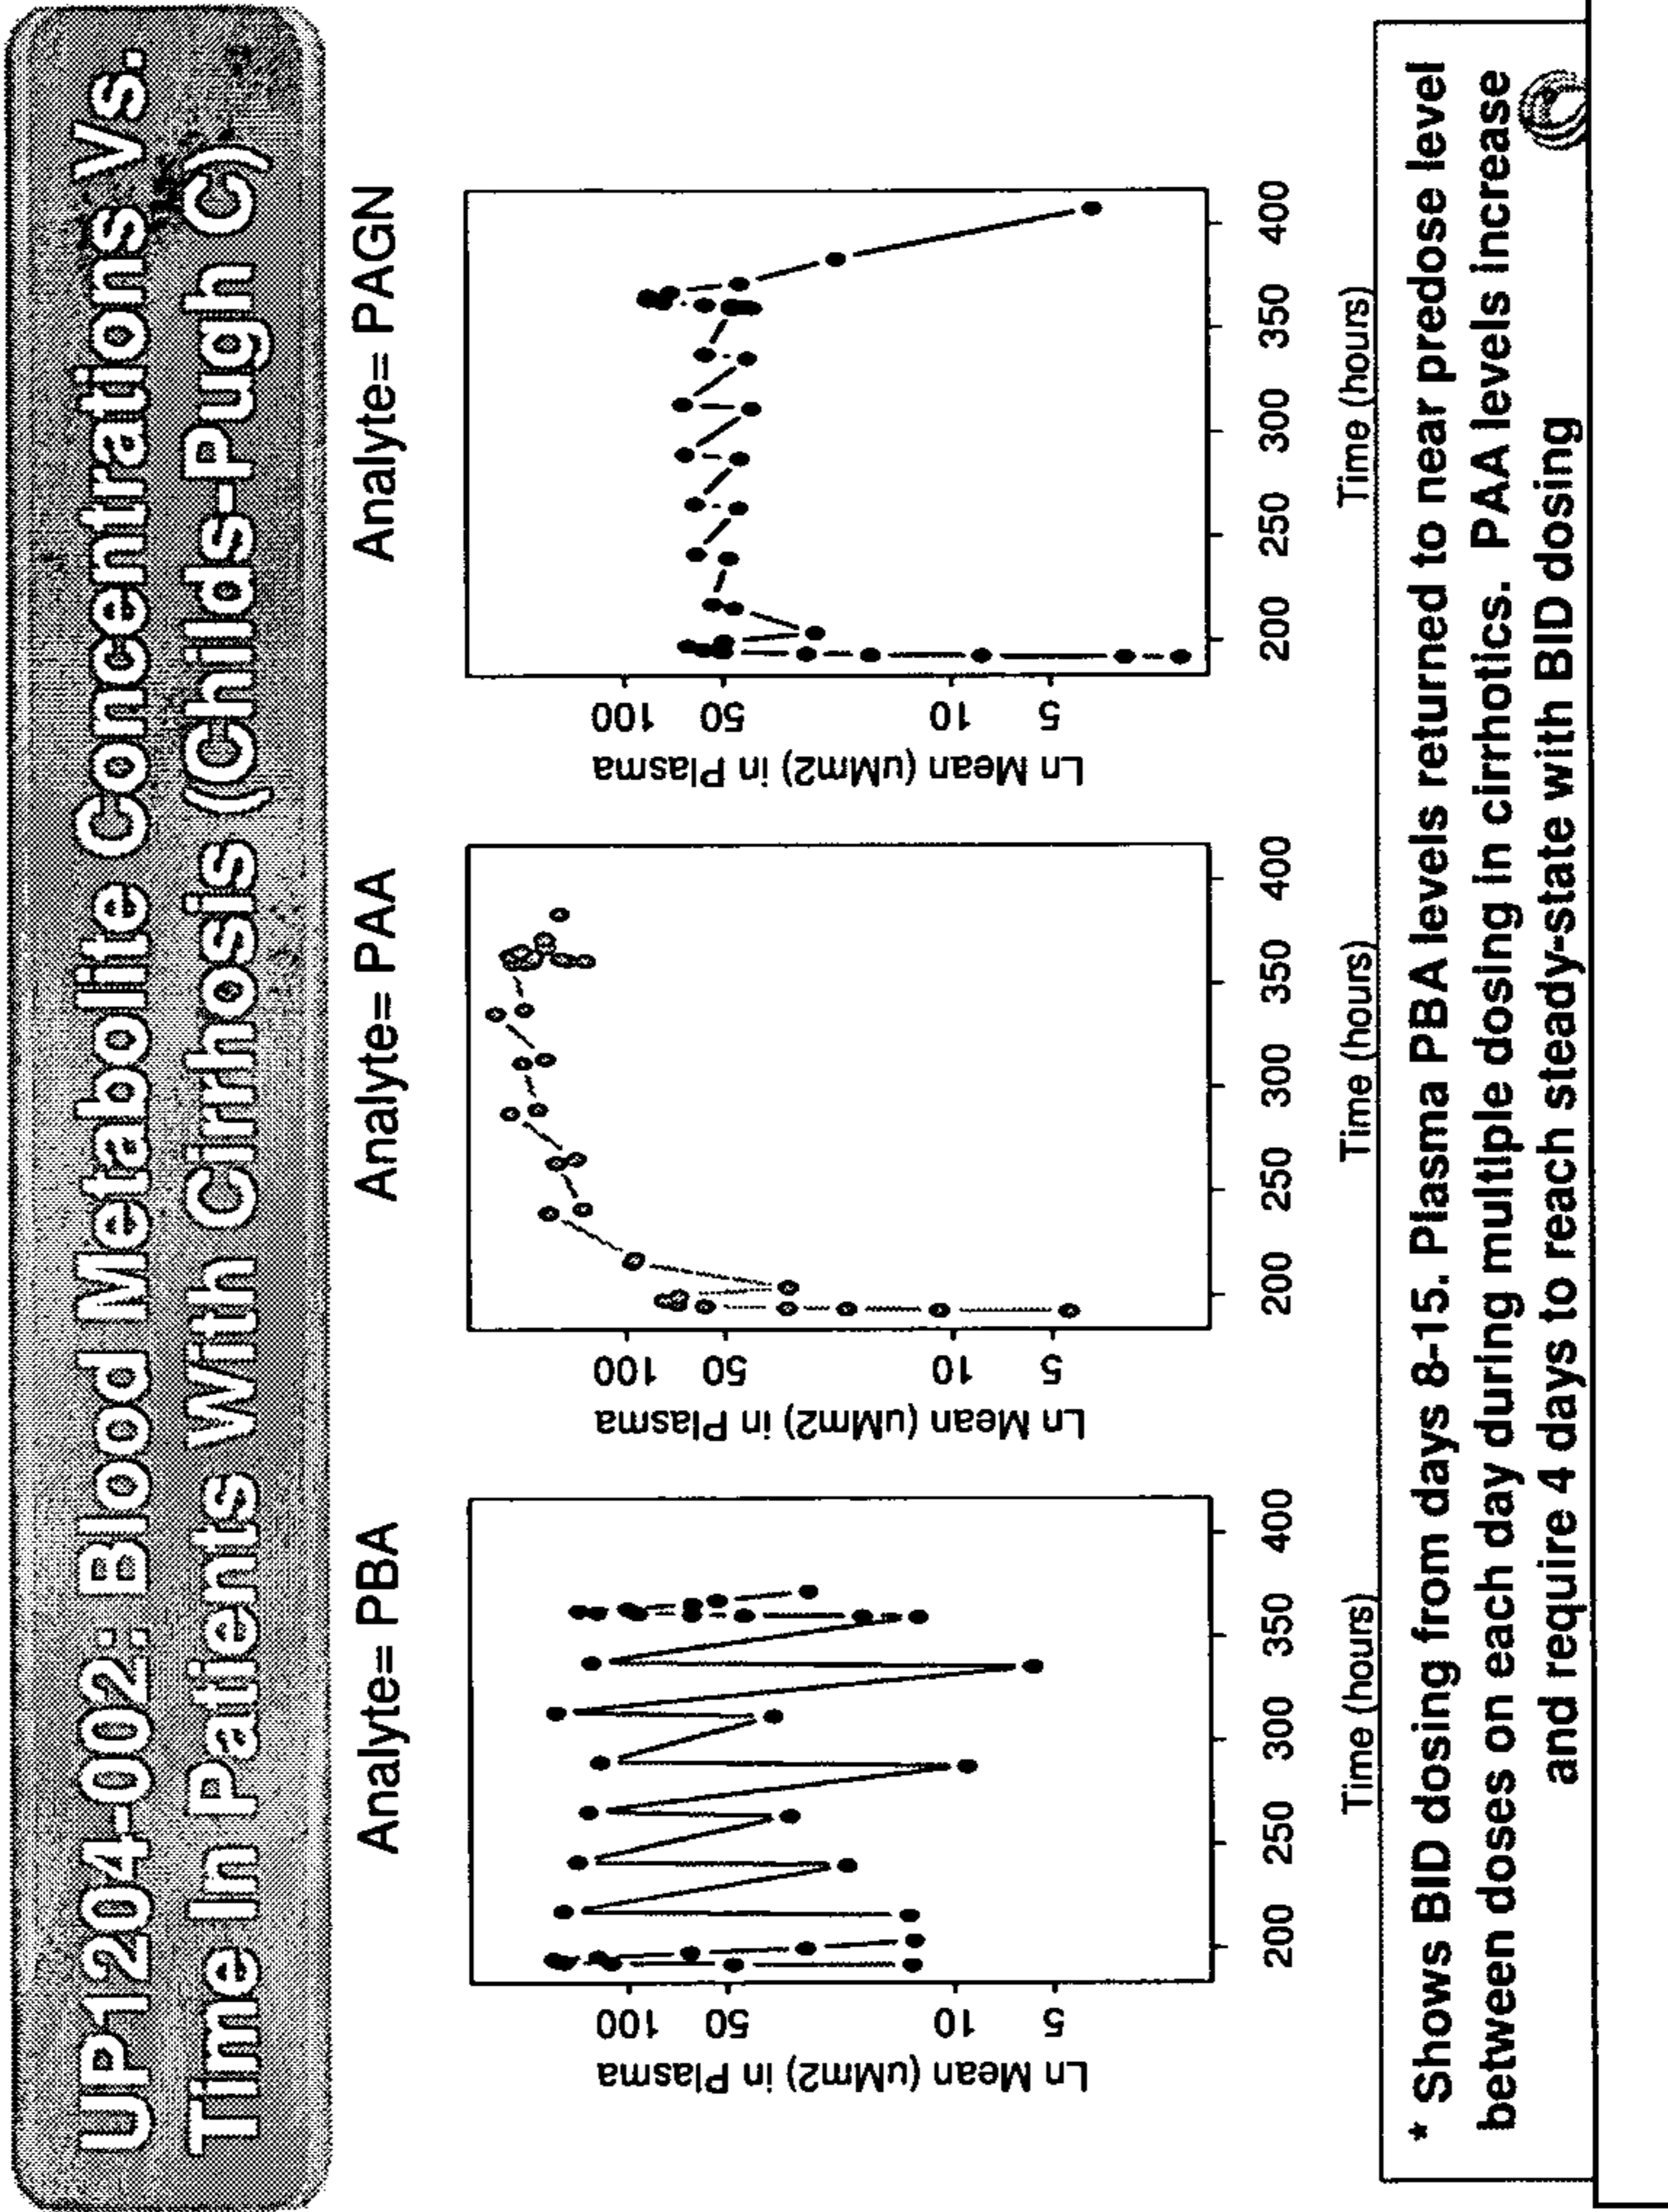 UP1204-002: Blood Metabolite Concentrations Vs.
Time In Patients With Cirrhosis (Childs-Pugh C)
Analyte= PBA
Ln Mean (uMm2) in Plasma
100
50
10
5
200 250 300 350 400
Time (hours)
Analyte= PAA
Ln Mean (uMm2) in Plasma
100
50
10
5
200 250 300 350 400
Time (hours)
Analyte= PAGN
Ln Mean (uMm2) in Plasma
100
50
10
5
200 250 300 350 400
Time (hours)
* Shows BID dosing from days 8-15. Plasma PBA levels returned to near predose level
between doses on each day during multiple dosing in cirrhotics. PAA levels increase
and require 4 days to reach steady-state with BID dosing